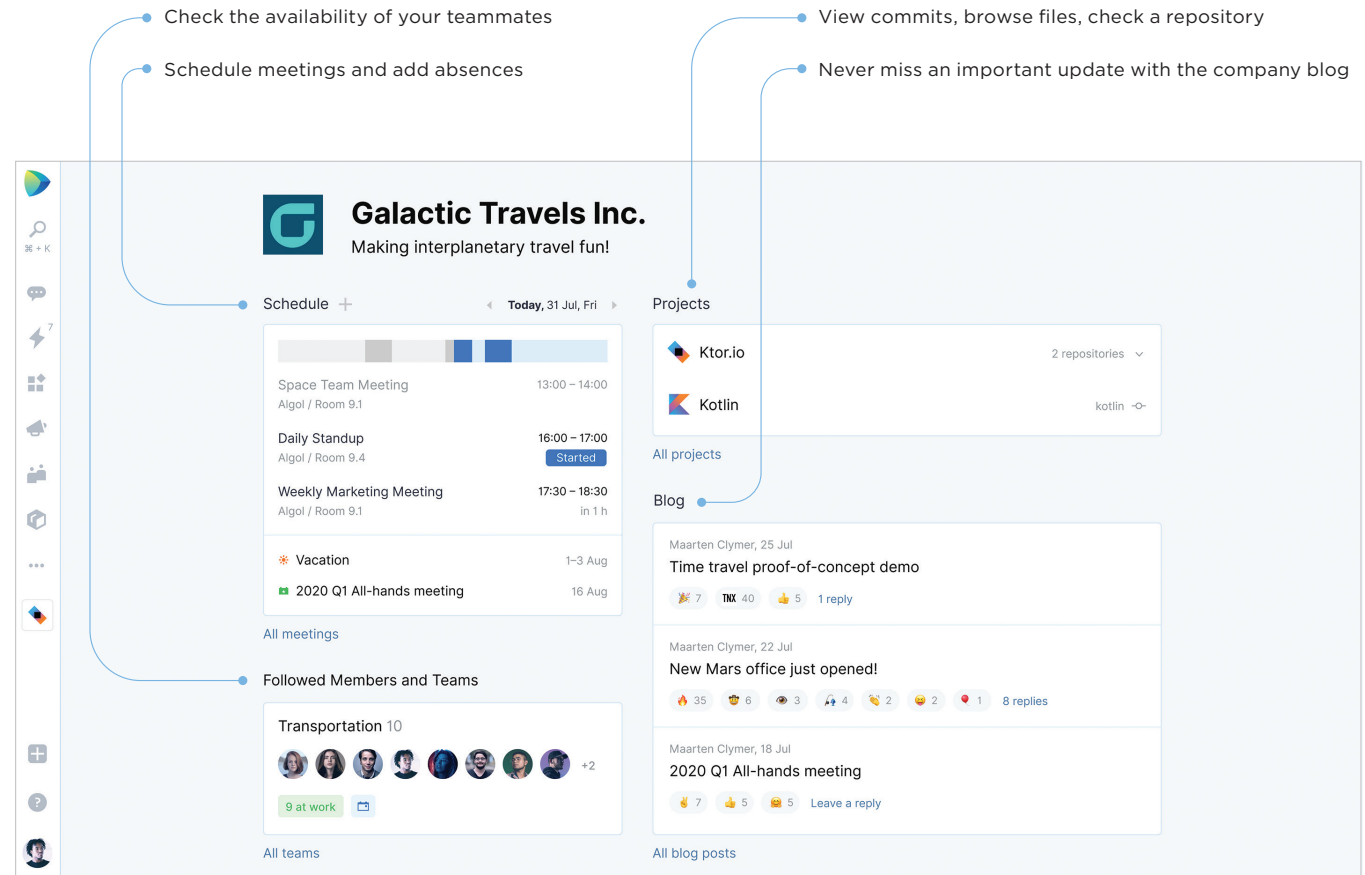 Check the availability of your teammates
Schedule meetings and add absences
View commits, browse files, check a repository
Never miss an important update with the company blog
⌘ + K
7
Galactic Travels Inc.
Making interplanetary travel fun!
Schedule
Today, 31 Jul, Fri
Space Team Meeting 13:00 – 14:00
Algol / Room 9.1
Daily Standup 16:00 – 17:00
Algol / Room 9.4 Started
Weekly Marketing Meeting 17:30 – 18:30
Algol / Room 9.1 in 1 h
Vacation 1–3 Aug
2020 Q1 All-hands meeting 16 Aug
All meetings
Followed Members and Teams
Transportation 10
+2
9 at work
All teams
Projects
Ktor.io 2 repositories
Kotlin kotlin
All projects
Blog
Maarten Clymer, 25 Jul
Time travel proof-of-concept demo
🎉 7 TNX 40 👍 5 1 reply
Maarten Clymer, 22 Jul
New Mars office just opened!
🔥 35 🤠 6 👁 3 🎣 4 👏 2 😝 2 🎈 1 8 replies
Maarten Clymer, 18 Jul
2020 Q1 All-hands meeting
✌ 7 👍 5 🤗 5 Leave a reply
All blog posts